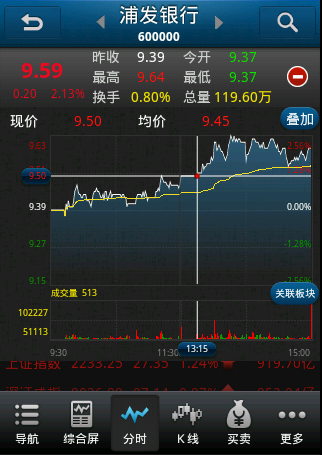 浦发银行
600000
9.59
0.20 2.13%
昨收 9.39 今开 9.37
最高 9.64 最低 9.37
换手 0.80% 总量 119.60万
现价 9.50 均价 9.45
叠加
9.63
9.50
9.39 0.00%
9.27 -1.28%
9.15 -2.56%
成交量 513
关联板块
102227
51113
9:30 11:30 13:15 15:00
上证指数 2233.25 27.35 1.24% 919.70亿
导航 综合屏 分时 K线 买卖 更多